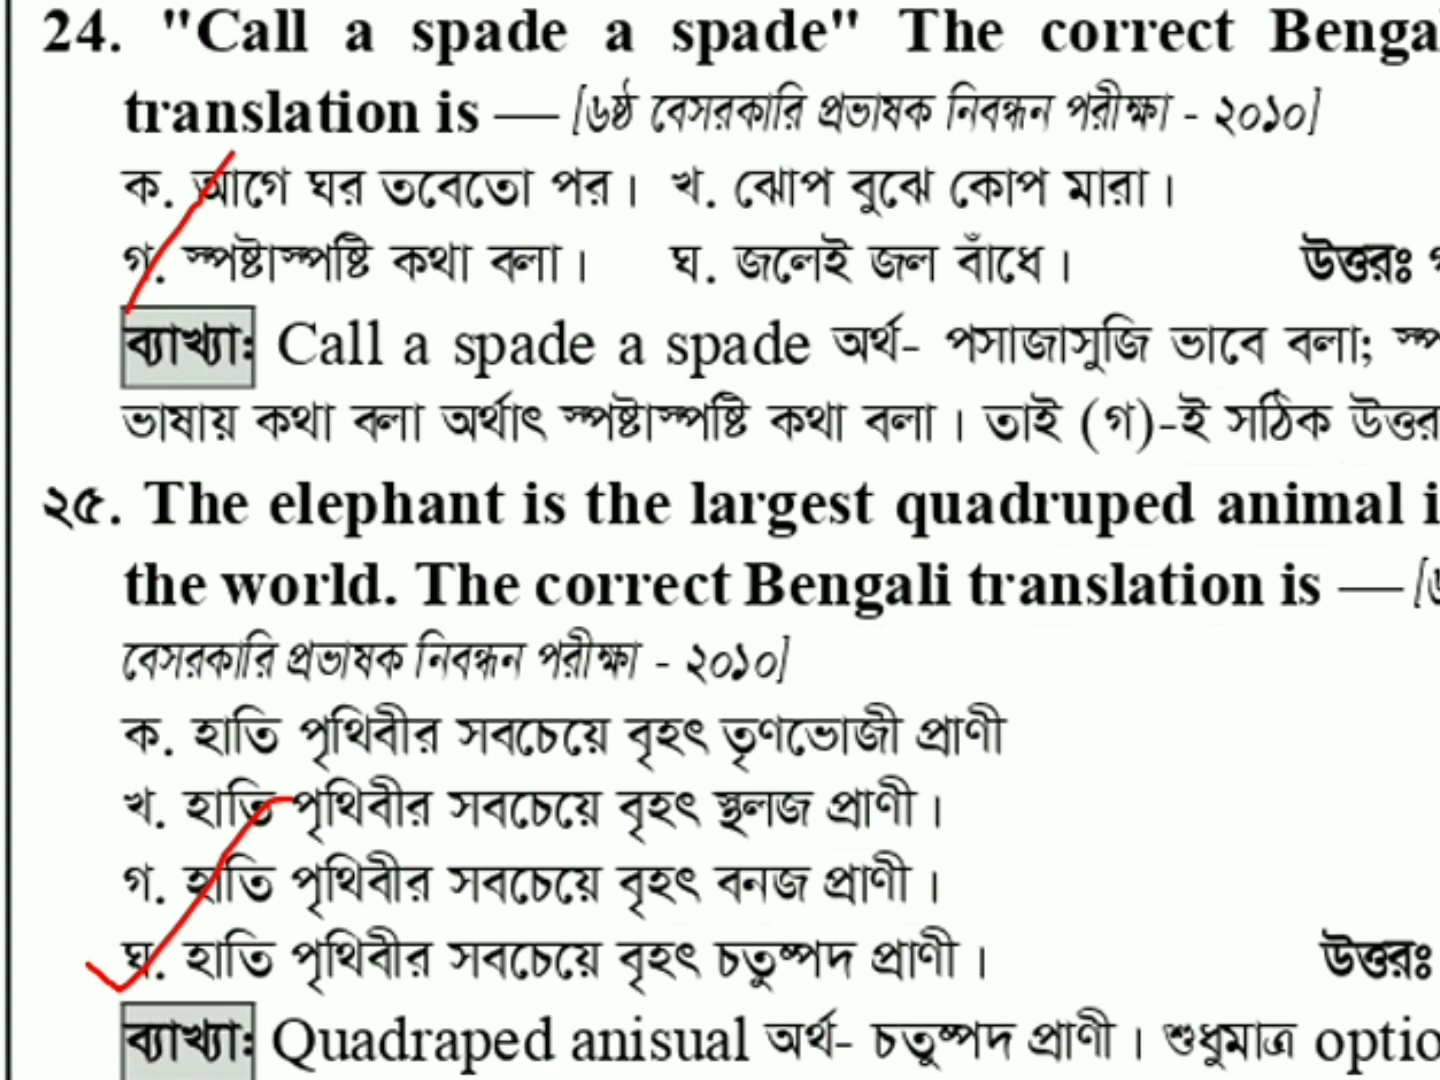 24. "Call a spade a spade" The correct
translation is — [৬ষ্ঠ বেসরকারি প্রভাষক নিবন্ধন পরীক্ষা - ২০১০]
ক. আগে ঘর তবেতো পর। খ. ঝোপ বুঝে কোপ মারা।
গ. স্পষ্টাস্পষ্টি কথা বলা। ঘ. জলেই জল বাঁধে। উত্তরঃ
ব্যাখ্যা: Call a spade a spade অর্থ- পসাজাসুজি ভাবে বলা;
ভাষায় কথা বলা অর্থাৎ স্পষ্টাস্পষ্টি কথা বলা। তাই (গ)-ই সঠিক উত্তর
২৫. The elephant is the largest quadruped animal
the world. The correct Bengali translation is —
বেসরকারি প্রভাষক নিবন্ধন পরীক্ষা - ২০১০]
ক. হাতি পৃথিবীর সবচেয়ে বৃহৎ তৃণভোজী প্রাণী
খ. হাতি পৃথিবীর সবচেয়ে বৃহৎ স্থলজ প্রাণী।
গ. হাতি পৃথিবীর সবচেয়ে বৃহৎ বনজ প্রাণী।
ঘ. হাতি পৃথিবীর সবচেয়ে বৃহৎ চতুষ্পদ প্রাণী। উত্তরঃ
ব্যাখ্যা: Quadraped anisual অর্থ- চতুষ্পদ প্রাণী। শুধুমাত্র